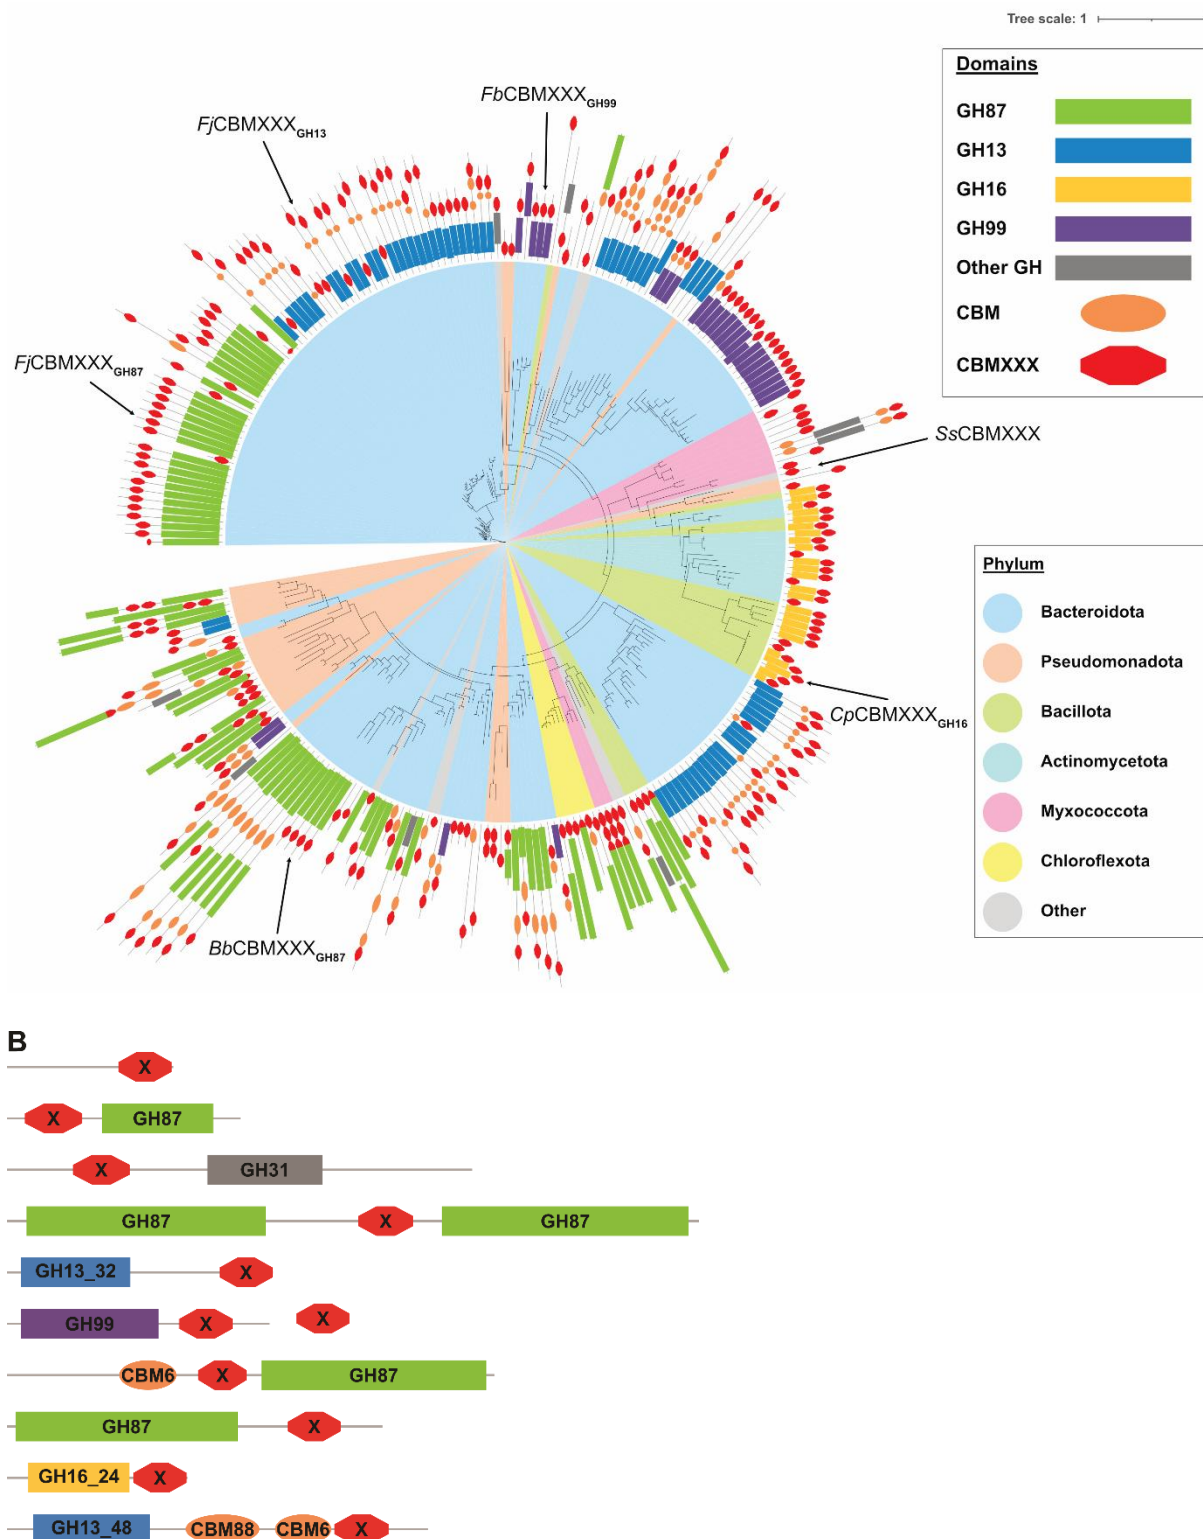 Tree scale: 1
Domains
GH87
GH13
GH16
GH99
Other GH
CBM
CBMXXX
FbCBMXXXGH99
FjCBMXXXGH13
FjCBMXXXGH87
SsCBMXXX
CpCBMXXXGH16
BbCBMXXXGH87
Phylum
Bacteroidota
Pseudomonadota
Bacillota
Actinomycetota
Myxococcota
Chloroflexota
Other
B
X
X GH87
X GH31
GH87 X GH87
GH13_32 X
GH99 X X
CBM6 X GH87
GH87 X
GH16_24 X
GH13_48 CBM88 CBM6 X